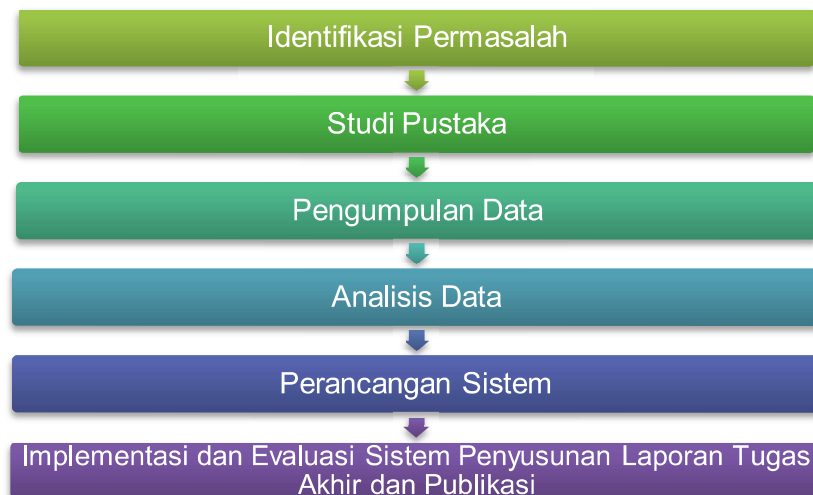 Identifikasi Permasalah
Studi Pustaka
Pengumpulan Data
Analisis Data
Perancangan Sistem
Implementasi dan Evaluasi Sistem Penyusunan Laporan Tugas
Akhir dan Publikasi